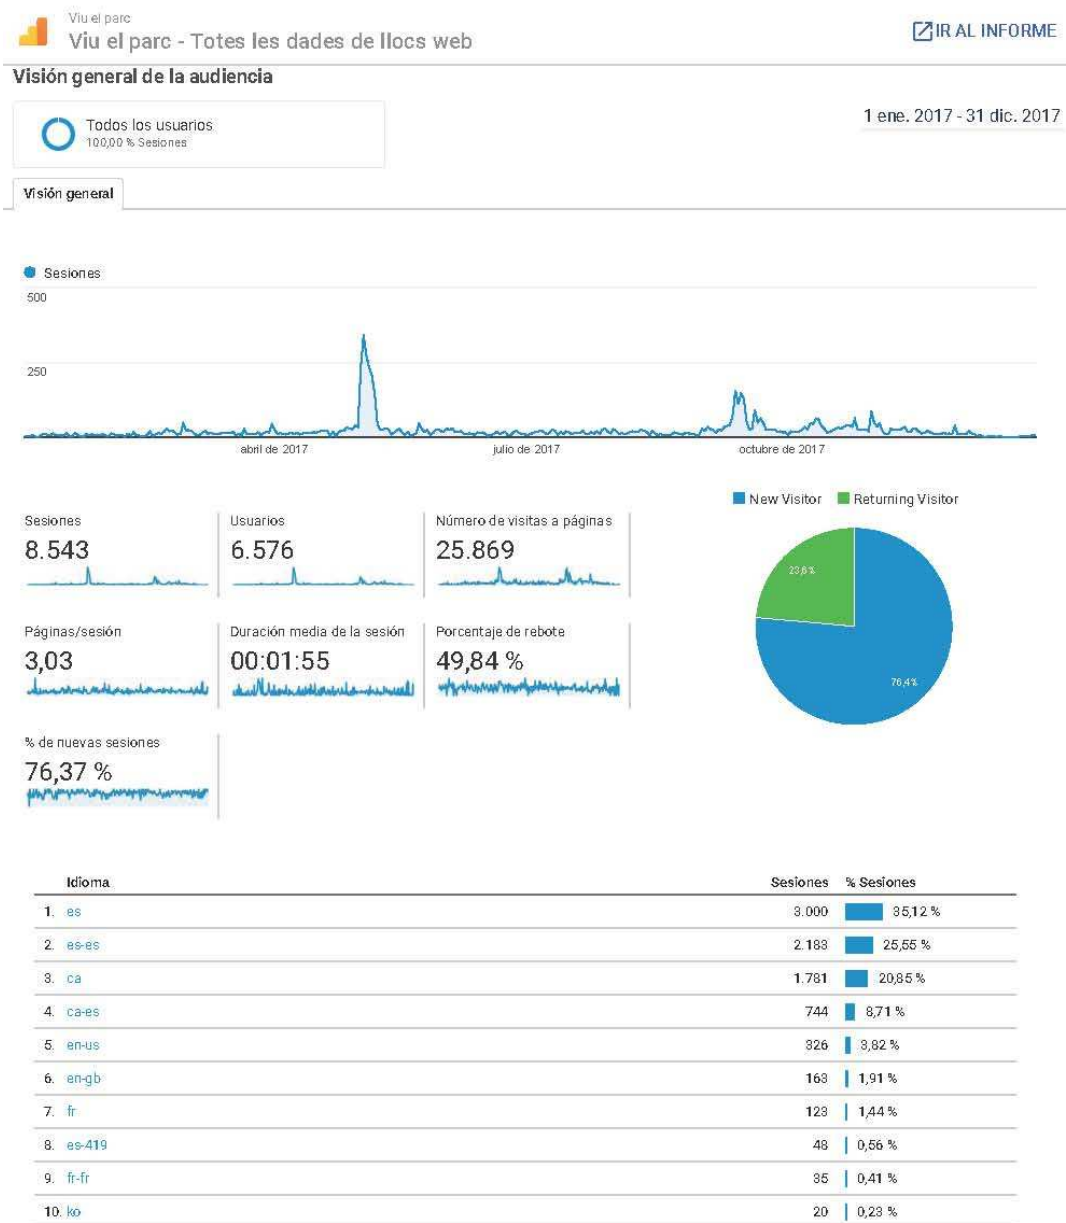 Viu el parc
Viu el parc - Totes les dades de llocs web
IR AL INFORME
Visión general de la audiencia
Todos los usuarios
100,00 % Sesiones
1 ene. 2017 - 31 dic. 2017
Visión general
Sesiones
500
250
abril de 2017
julio de 2017
octubre de 2017
New Visitor
Returning Visitor
Sesiones
8.543
Usuarios
6.576
Número de visitas a páginas
25.869
23,6%
76,4%
Páginas/sesión
3,03
Duración media de la sesión
00:01:55
Porcentaje de rebote
49,84 %
% de nuevas sesiones
76,37 %
Idioma Sesiones % Sesiones
1. es 3.000 35,12 %
2. es-es 2.183 25,55 %
3. ca 1.781 20,85 %
4. ca-es 744 8,71 %
5. en-us 326 3,82 %
6. en-gb 163 1,91 %
7. fr 123 1,44 %
8. es-419 48 0,56 %
9. fr-fr 35 0,41 %
10. ko 20 0,23 %